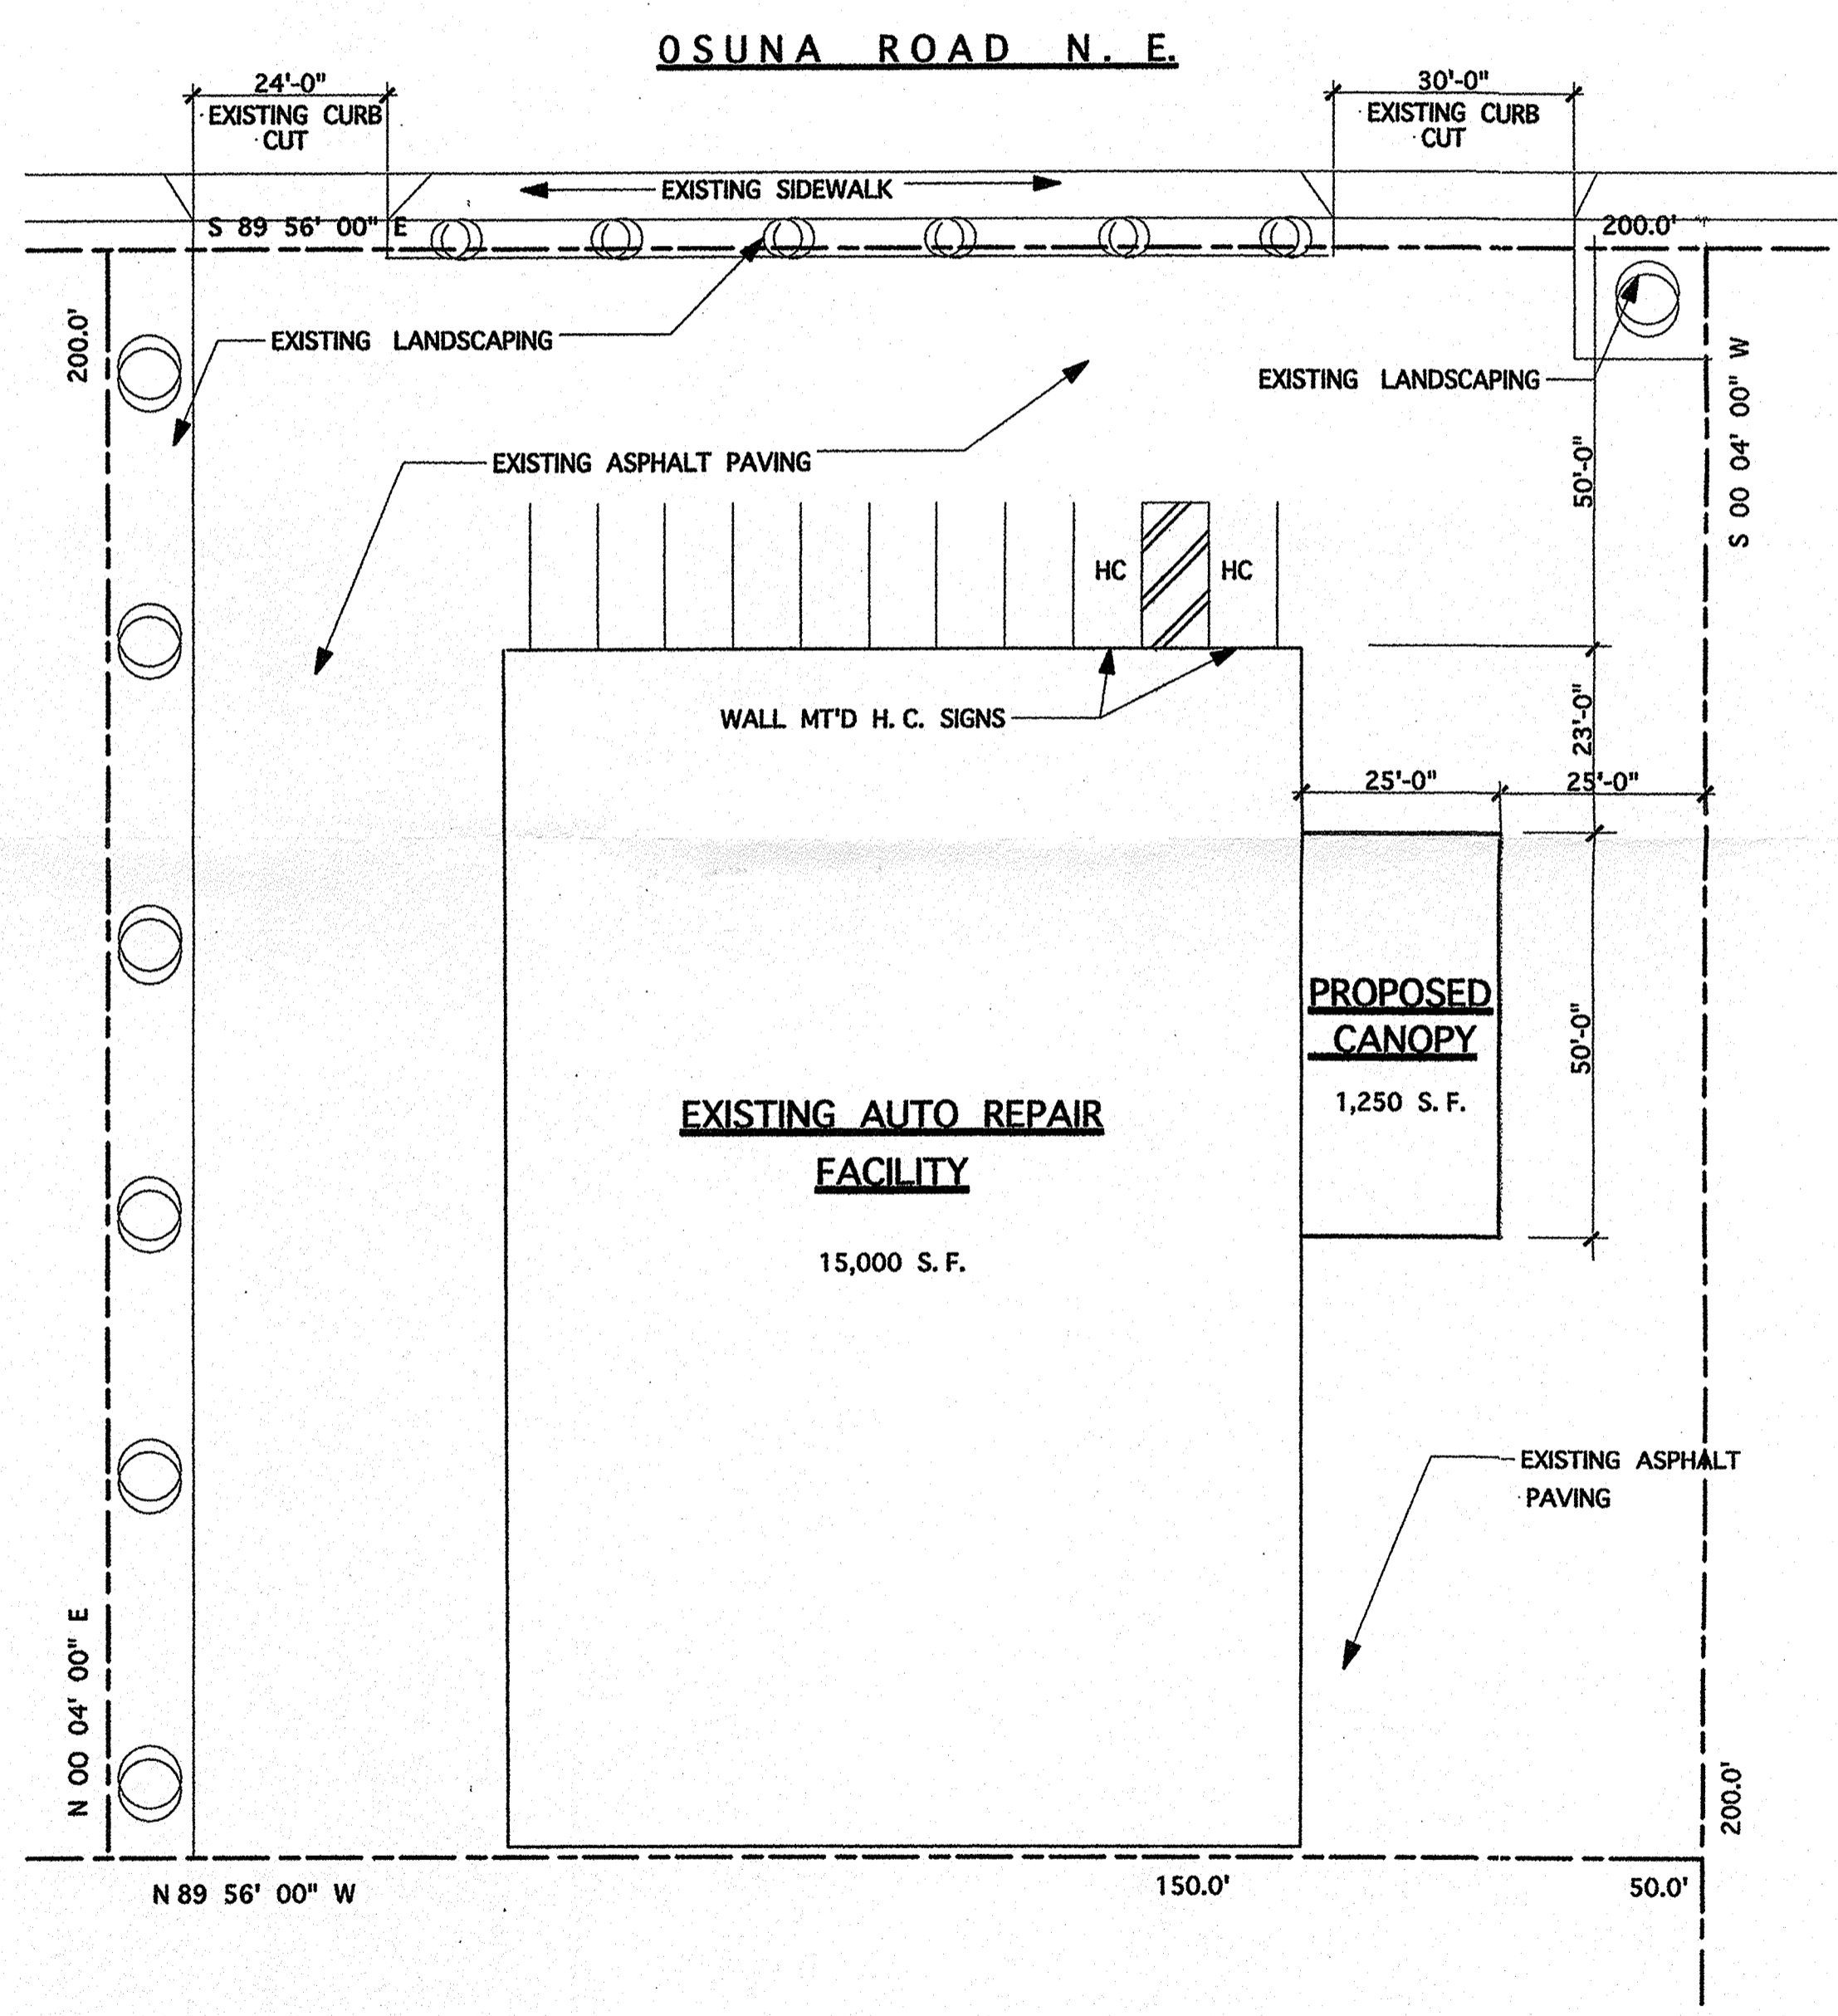 OSUNA ROAD N. E.
24'-0"
EXISTING CURB
CUT
30'-0"
EXISTING CURB
CUT
EXISTING SIDEWALK
S 89 56' 00" E
200.0'
200.0'
EXISTING LANDSCAPING
EXISTING LANDSCAPING
S 00 04' 00" W
50'-0"
EXISTING ASPHALT PAVING
HC
HC
WALL MT'D H. C. SIGNS
23'-0"
25'-0"
25'-0"
PROPOSED
CANOPY
1,250 S. F.
50'-0"
EXISTING AUTO REPAIR
FACILITY
15,000 S. F.
EXISTING ASPHALT
PAVING
N 00 04' 00" E
200.0'
N 89 56' 00" W
150.0'
50.0'